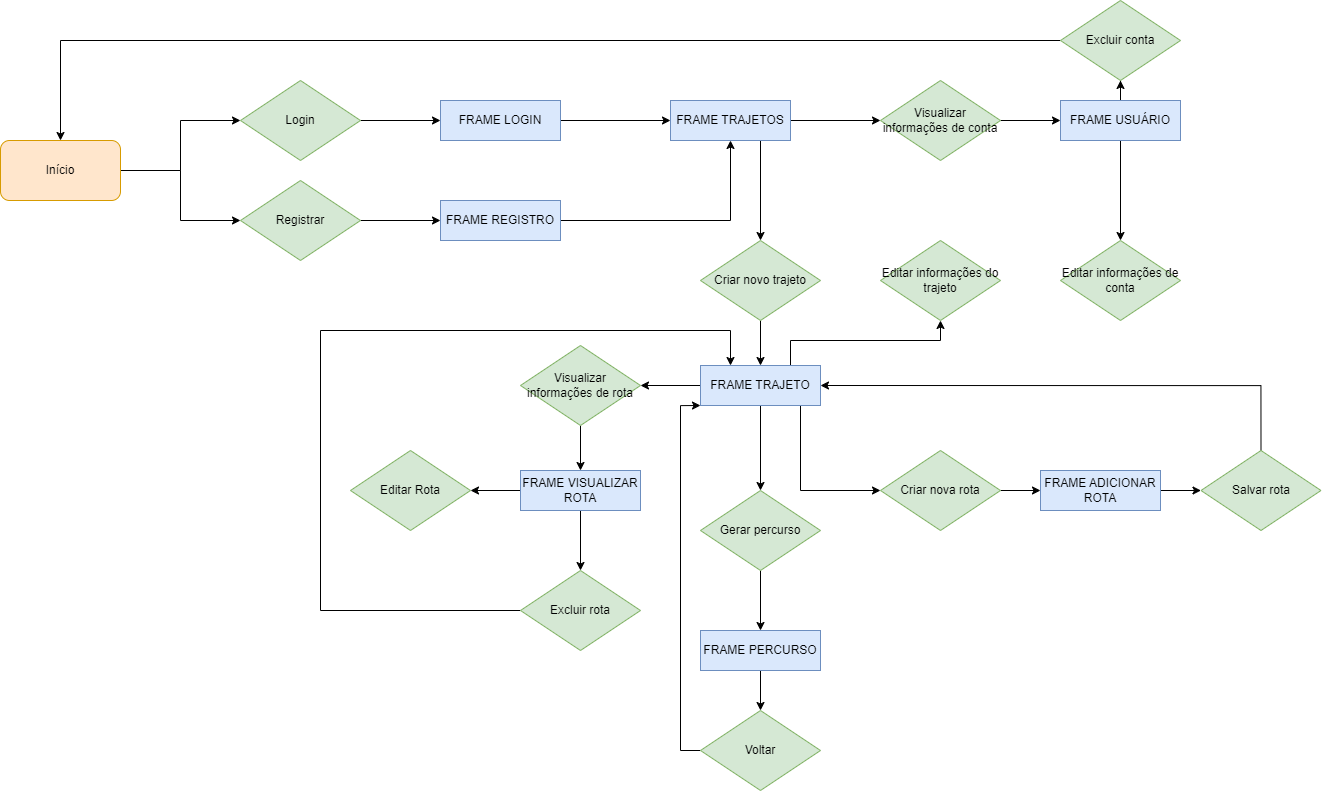 Excluir conta
Login
FRAME LOGIN
FRAME TRAJETOS
Visualizar
informações de conta
FRAME USUÁRIO
Início
Registrar
FRAME REGISTRO
Criar novo trajeto
Editar informações do
trajeto
Editar informações de
conta
Visualizar
informações de rota
FRAME TRAJETO
Editar Rota
FRAME VISUALIZAR
ROTA
Criar nova rota
FRAME ADICIONAR
ROTA
Salvar rota
Gerar percurso
Excluir rota
FRAME PERCURSO
Voltar